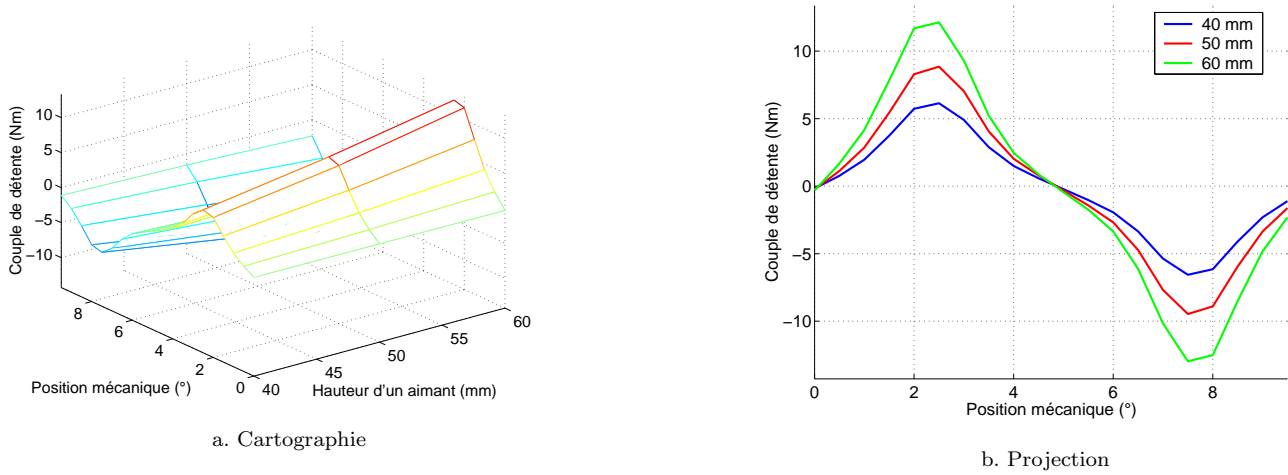 10
5
0
−5
−10
Couple de détente (Nm)
8
6
4
2
0
Position mécanique (°)
40
45
50
55
60
Hauteur d'un aimant (mm)
a. Cartographie
40 mm
50 mm
60 mm
10
5
0
−5
−10
Couple de détente (Nm)
0
2
4
6
8
Position mécanique (°)
b. Projection